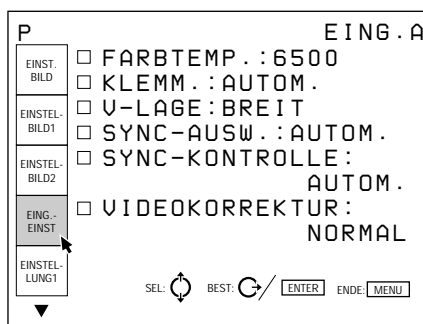 P EING.A
EINST.
BILD
EINSTEL-
BILD1
EINSTEL-
BILD2
EING.-
EINST
EINSTEL-
LUNG1
FARBTEMP.:6500
KLEMM.:AUTOM.
V-LAGE:BREIT
SYNC-AUSW.:AUTOM.
SYNC-KONTROLLE:
AUTOM.
VIDEOKORREKTUR:
NORMAL
SEL: BEST: / ENTER ENDE: MENU